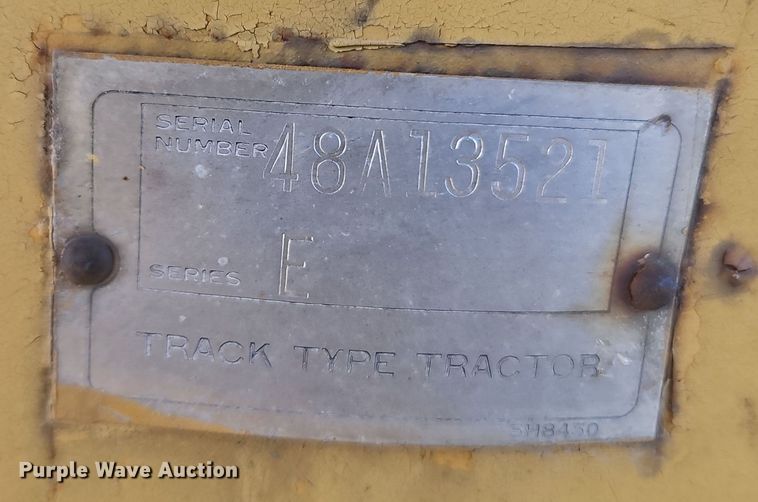 SERIAL
NUMBER 48A13521
SERIES E
TRACK TYPE TRACTOR
5H8450
Purple Wave Auction